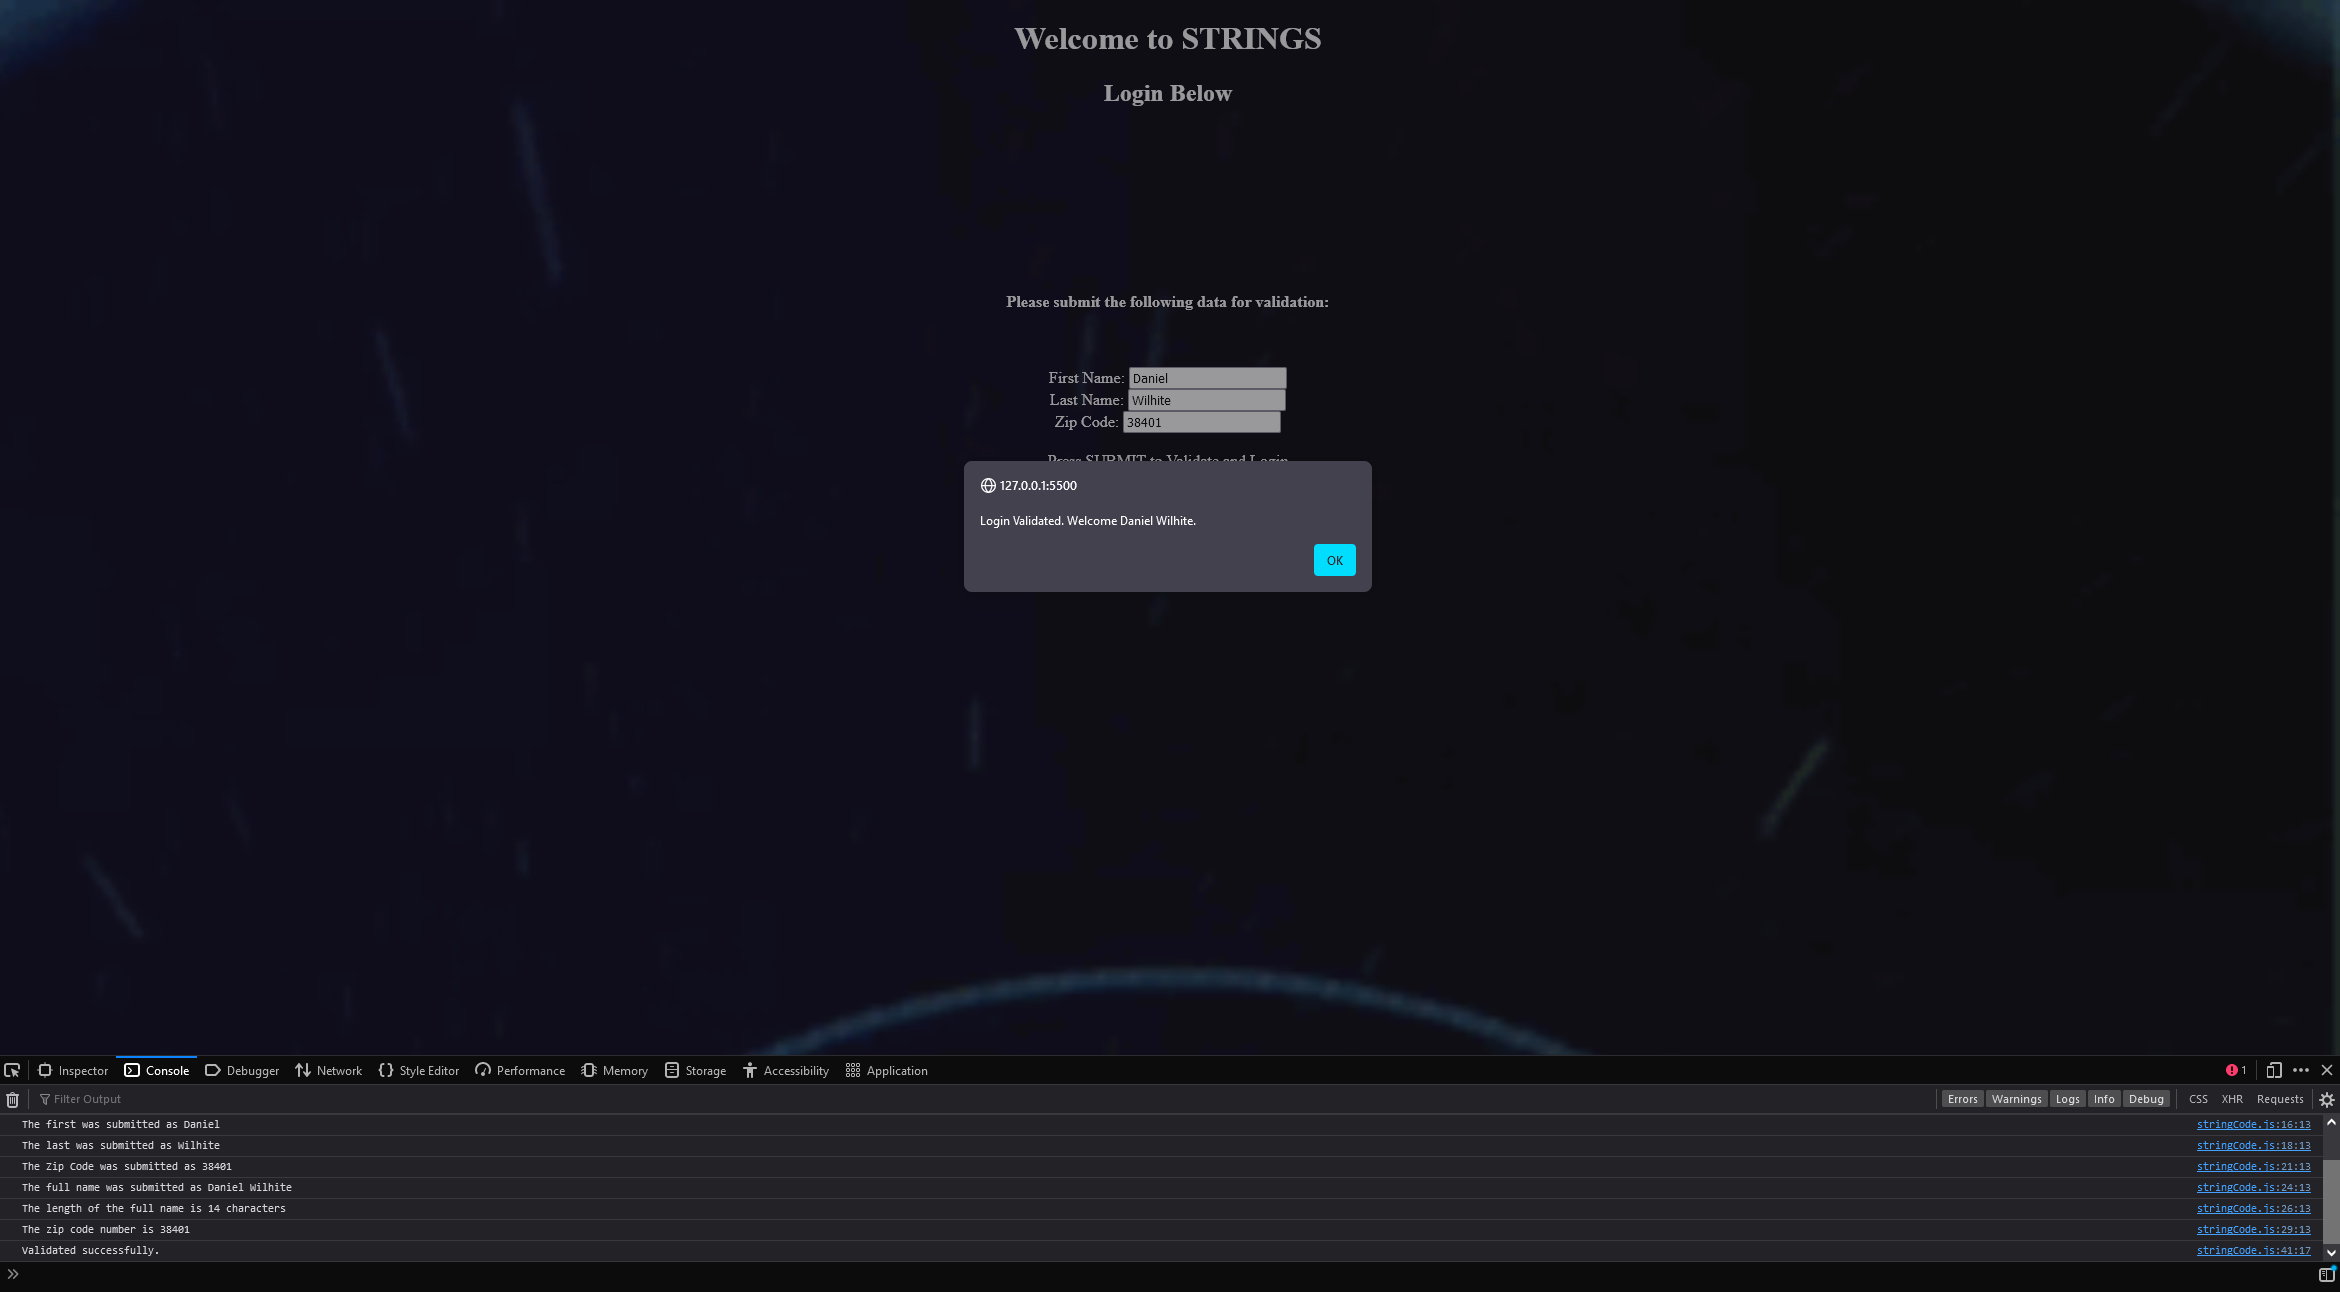 Welcome to STRINGS
Login Below
Please submit the following data for validation:
First Name: Daniel
Last Name: Wilhite
Zip Code: 38401
Press SUBMIT to Validate and Login
127.0.0.1:5500
Login Validated. Welcome Daniel Wilhite.
OK
Inspector Console Debugger Network Style Editor Performance Memory Storage Accessibility Application 1
Filter Output Errors Warnings Logs Info Debug CSS XHR Requests
The first was submitted as Daniel stringCode.js:16:13
The last was submitted as Wilhite stringCode.js:18:13
The Zip Code was submitted as 38401 stringCode.js:21:13
The full name was submitted as Daniel Wilhite stringCode.js:24:13
The length of the full name is 14 characters stringCode.js:26:13
The zip code number is 38401 stringCode.js:29:13
Validated successfully. stringCode.js:41:17